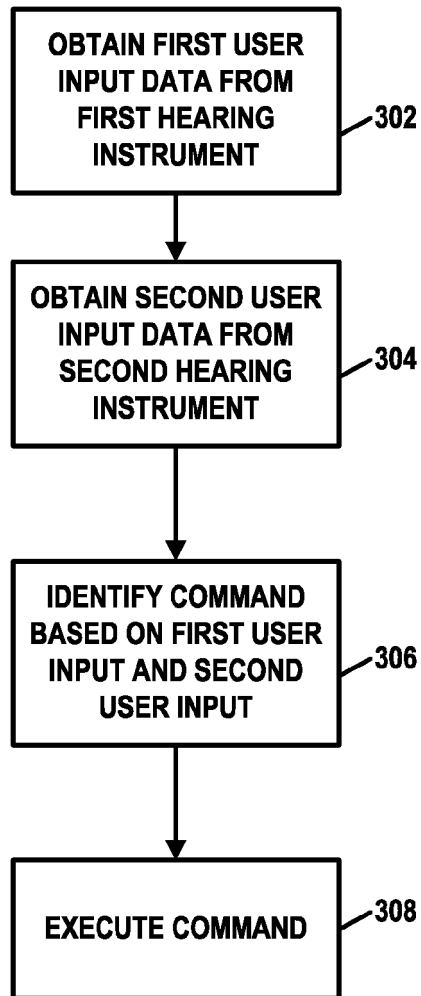 OBTAIN FIRST USER
INPUT DATA FROM
FIRST HEARING
INSTRUMENT
302
OBTAIN SECOND USER
INPUT DATA FROM
SECOND HEARING
INSTRUMENT
304
IDENTIFY COMMAND
BASED ON FIRST USER
INPUT AND SECOND
USER INPUT
306
EXECUTE COMMAND
308